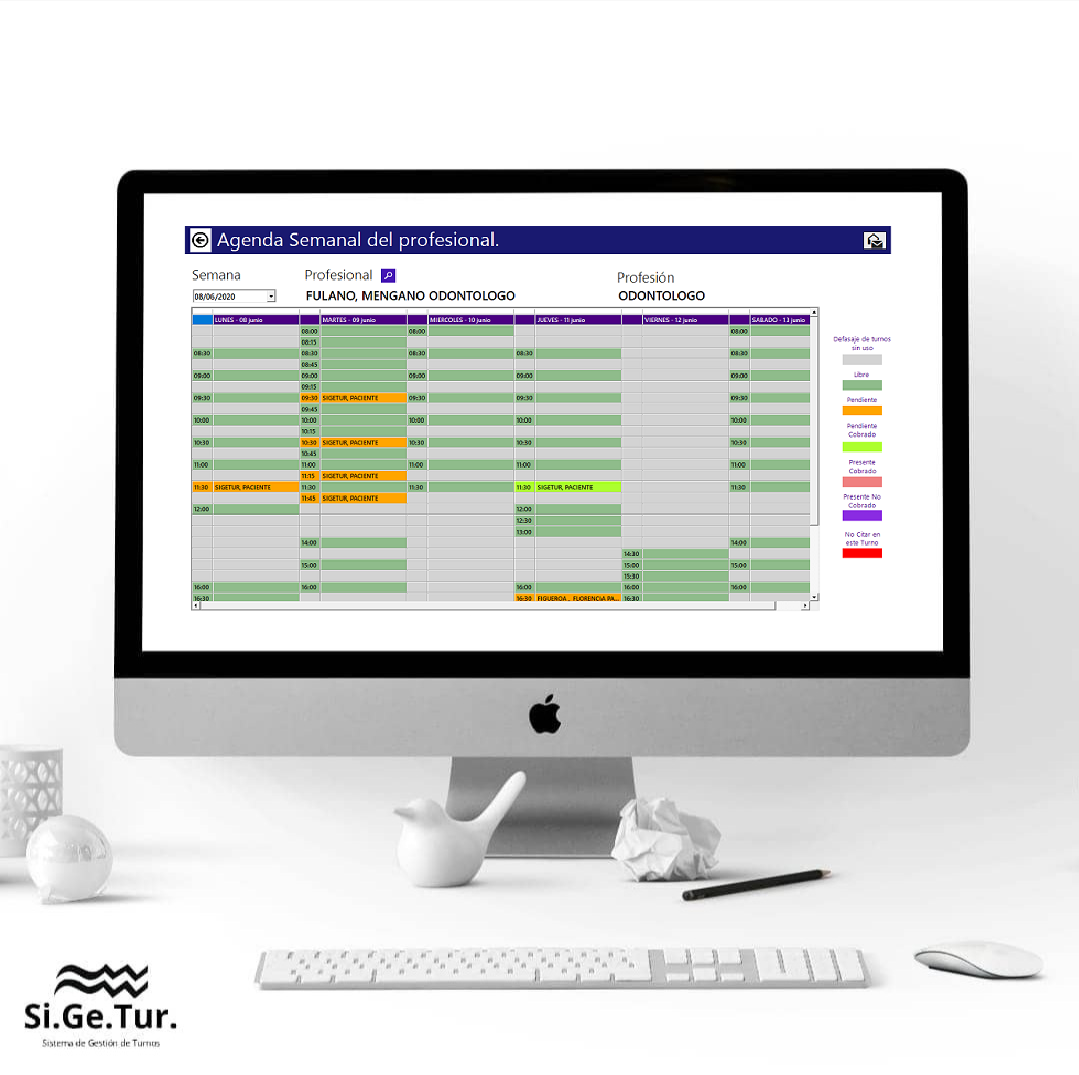 Agenda Semanal del profesional.
Semana Profesional Profesión
08/06/2020 FULANO, MENGANO ODONTOLOGO ODONTOLOGO
LUNES - 08 junio MARTES - 09 junio MIERCOLES - 10 junio JUEVES - 11 junio VIERNES - 12 junio SABADO - 13 junio
08:00 08:00 08:00
08:15
08:30 08:30 08:30 08:30 08:30
08:45
09:00 09:00 09:00 09:00 09:00
09:15
09:30 09:30 SIGETUR, PACIENTE 09:30 09:30 09:30
09:45
10:00 10:00 10:00 10:00 10:00
10:15
10:30 10:30 SIGETUR, PACIENTE 10:30 10:30 10:30
10:45
11:00 11:00 11:00 11:00 11:00
11:15 SIGETUR, PACIENTE
11:30 SIGETUR, PACIENTE 11:30 11:30 11:30 SIGETUR, PACIENTE 11:30
11:45 SIGETUR, PACIENTE
12:00 12:00
12:30
13:00
14:00 14:00
14:30
15:00 15:00 15:00
15:30
16:00 16:00 16:00 16:00 16:00
16:30 16:30 FIGUEROA , FLORENCIA PA... 16:30
Defasaje de turnos
sin uso-
Libre
Pendiente
Pendiente
Cobrado
Presente
Cobrado
Presente No
Cobrado
No Citar en
este Turno
Si.Ge.Tur.
Sistema de Gestión de Turnos